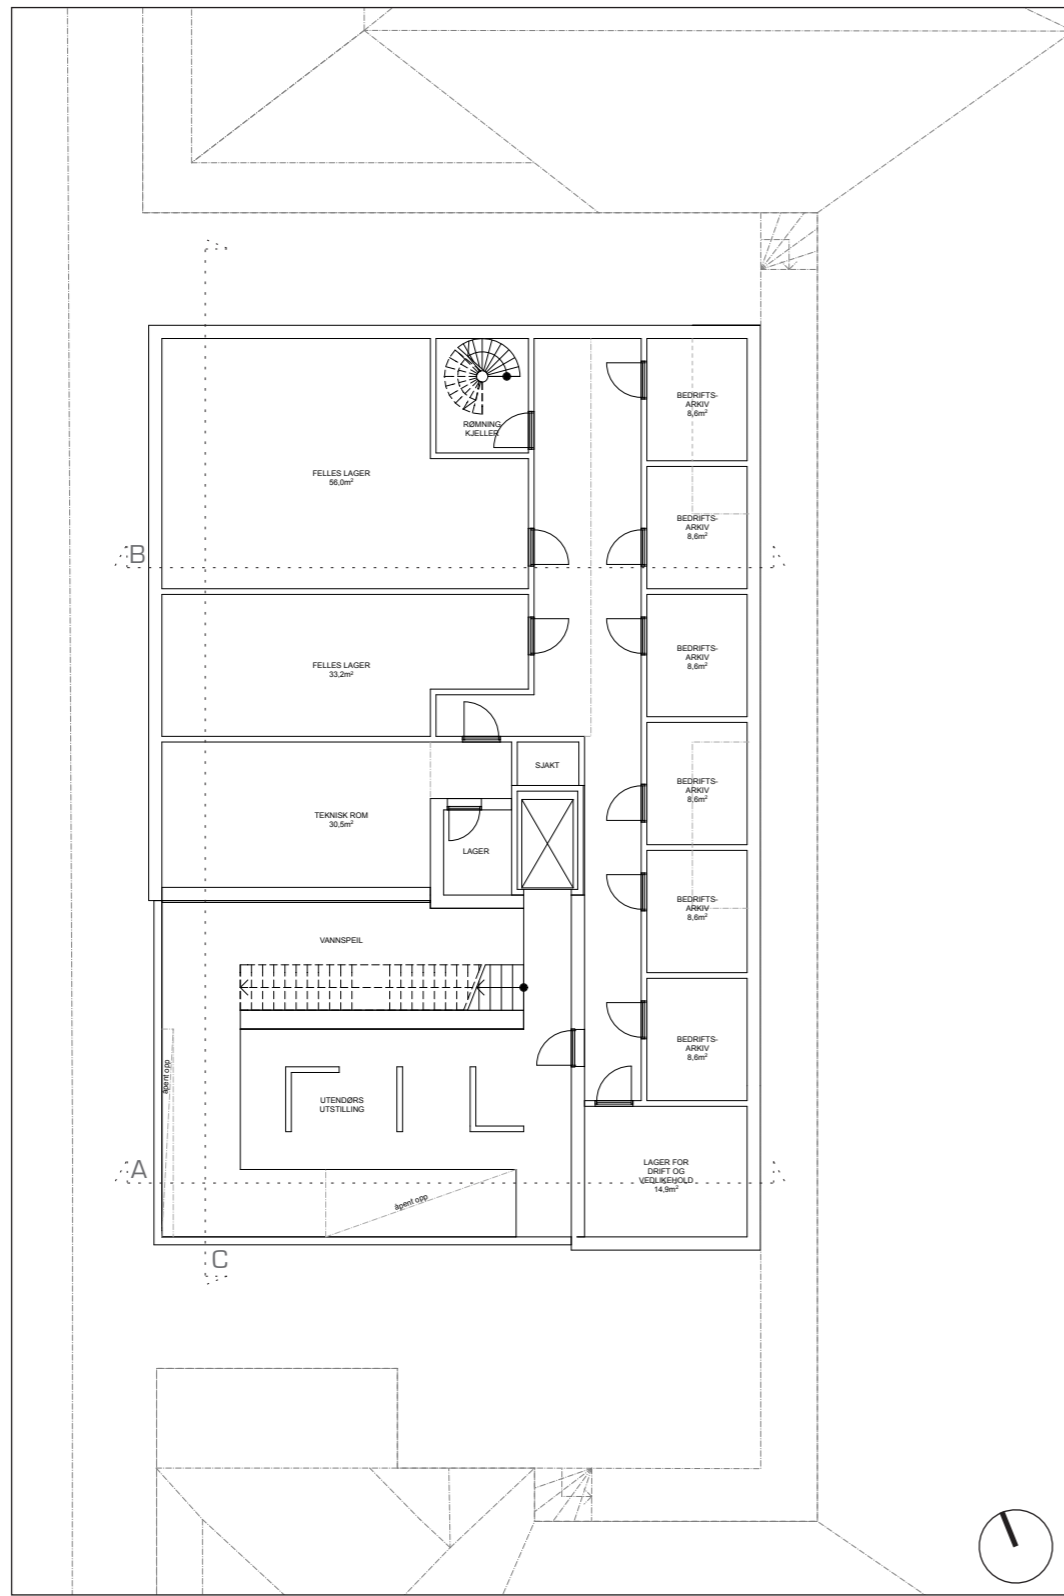 RØMNING
KJELLER
BEDRIFTS-
ARKIV
8,6m²
FELLES LAGER
56,0m²
BEDRIFTS-
ARKIV
8,6m²
B
FELLES LAGER
33,2m²
BEDRIFTS-
ARKIV
8,6m²
SJAKT
BEDRIFTS-
ARKIV
8,6m²
TEKNISK ROM
30,5m²
LAGER
BEDRIFTS-
ARKIV
8,6m²
VANNSPEIL
BEDRIFTS-
ARKIV
8,6m²
åpent opp
UTENDØRS
UTSTILLING
A
LAGER FOR
DRIFT OG
VEDLIKEHOLD
14,9m²
åpent opp
C